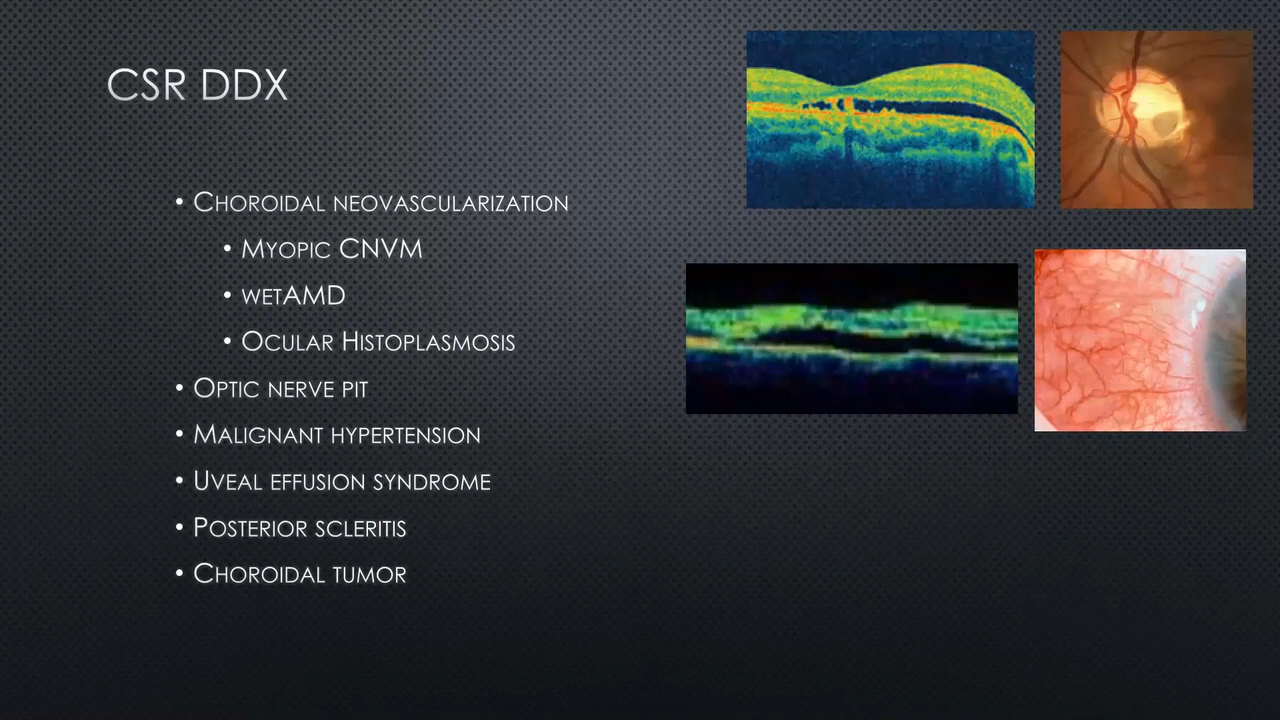 CSR DDX
• Choroidal neovascularization
• Myopic CNVM
• wetAMD
• Ocular Histoplasmosis
• Optic nerve pit
• Malignant hypertension
• Uveal effusion syndrome
• Posterior scleritis
• Choroidal tumor